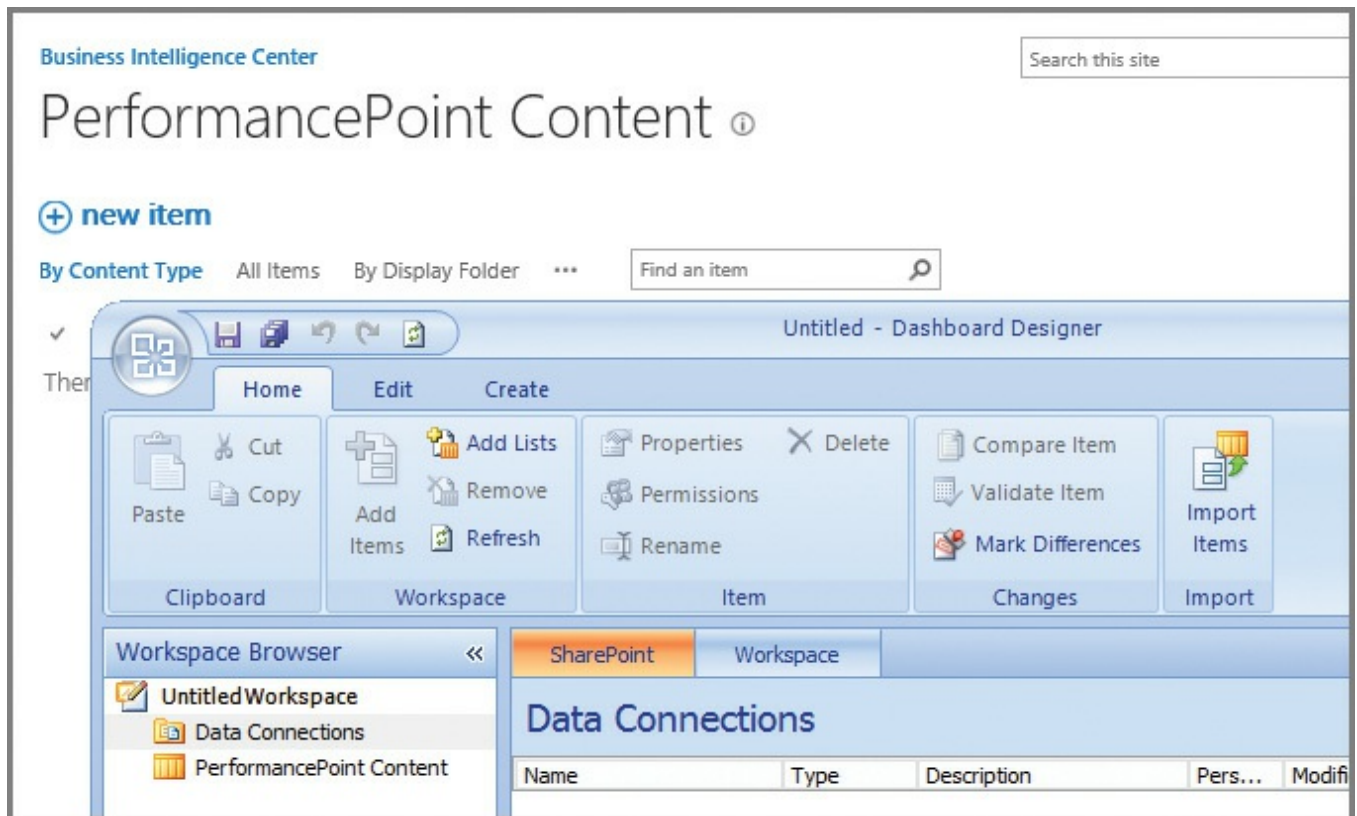 Business Intelligence Center
Search this site
PerformancePoint Content
new item
By Content Type All Items By Display Folder ... Find an item
Untitled - Dashboard Designer
Home Edit Create
Cut Add Lists Properties Delete Compare Item
Copy Remove Permissions Validate Item
Paste Add Items Refresh Rename Mark Differences Import Items
Clipboard Workspace Item Changes Import
Workspace Browser « SharePoint Workspace
Untitled Workspace
Data Connections
Data Connections
PerformancePoint Content
Name Type Description Pers... Modifi